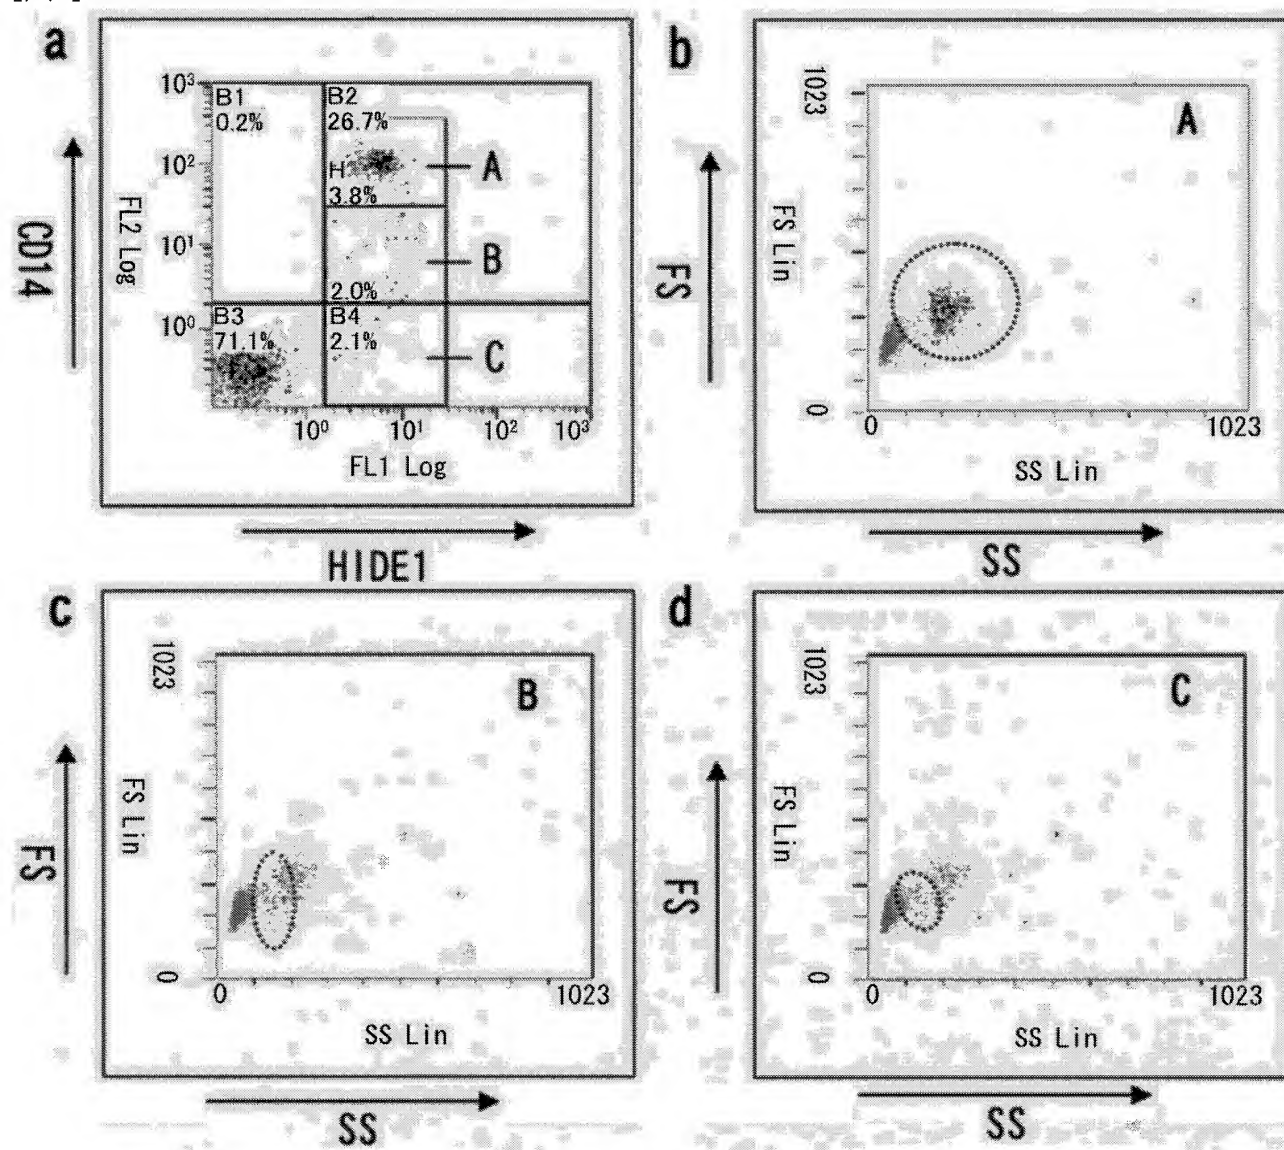 a
10³
B1
0.2%
B2
26.7%
10²
H
3.8%
A
10¹
B
2.0%
10⁰
B3
71.1%
B4
2.1%
C
10⁰
10¹
10²
10³
FL2 Log
CD14
FL1 Log
HIDE1
b
1023
A
FS Lin
FS
0
0
1023
SS Lin
SS
c
1023
B
FS Lin
FS
0
0
1023
SS Lin
SS
d
1023
C
FS Lin
FS
0
0
1023
SS Lin
SS